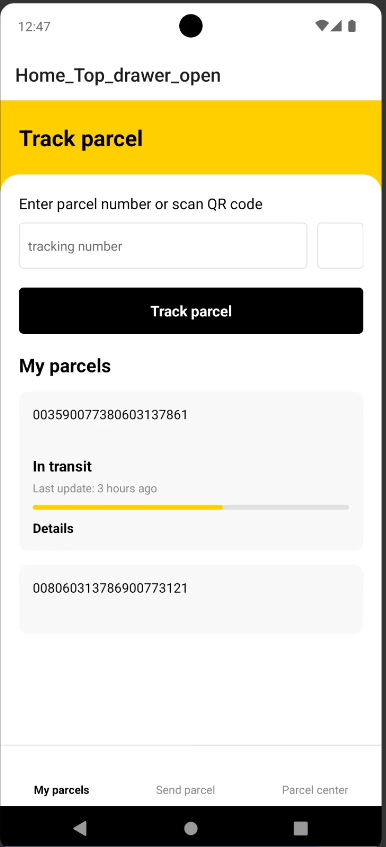 12:47
Home_Top_drawer_open
Track parcel
Enter parcel number or scan QR code
tracking number
Track parcel
My parcels
003590077380603137861
In transit
Last update: 3 hours ago
Details
008060313786900773121
My parcels
Send parcel
Parcel center